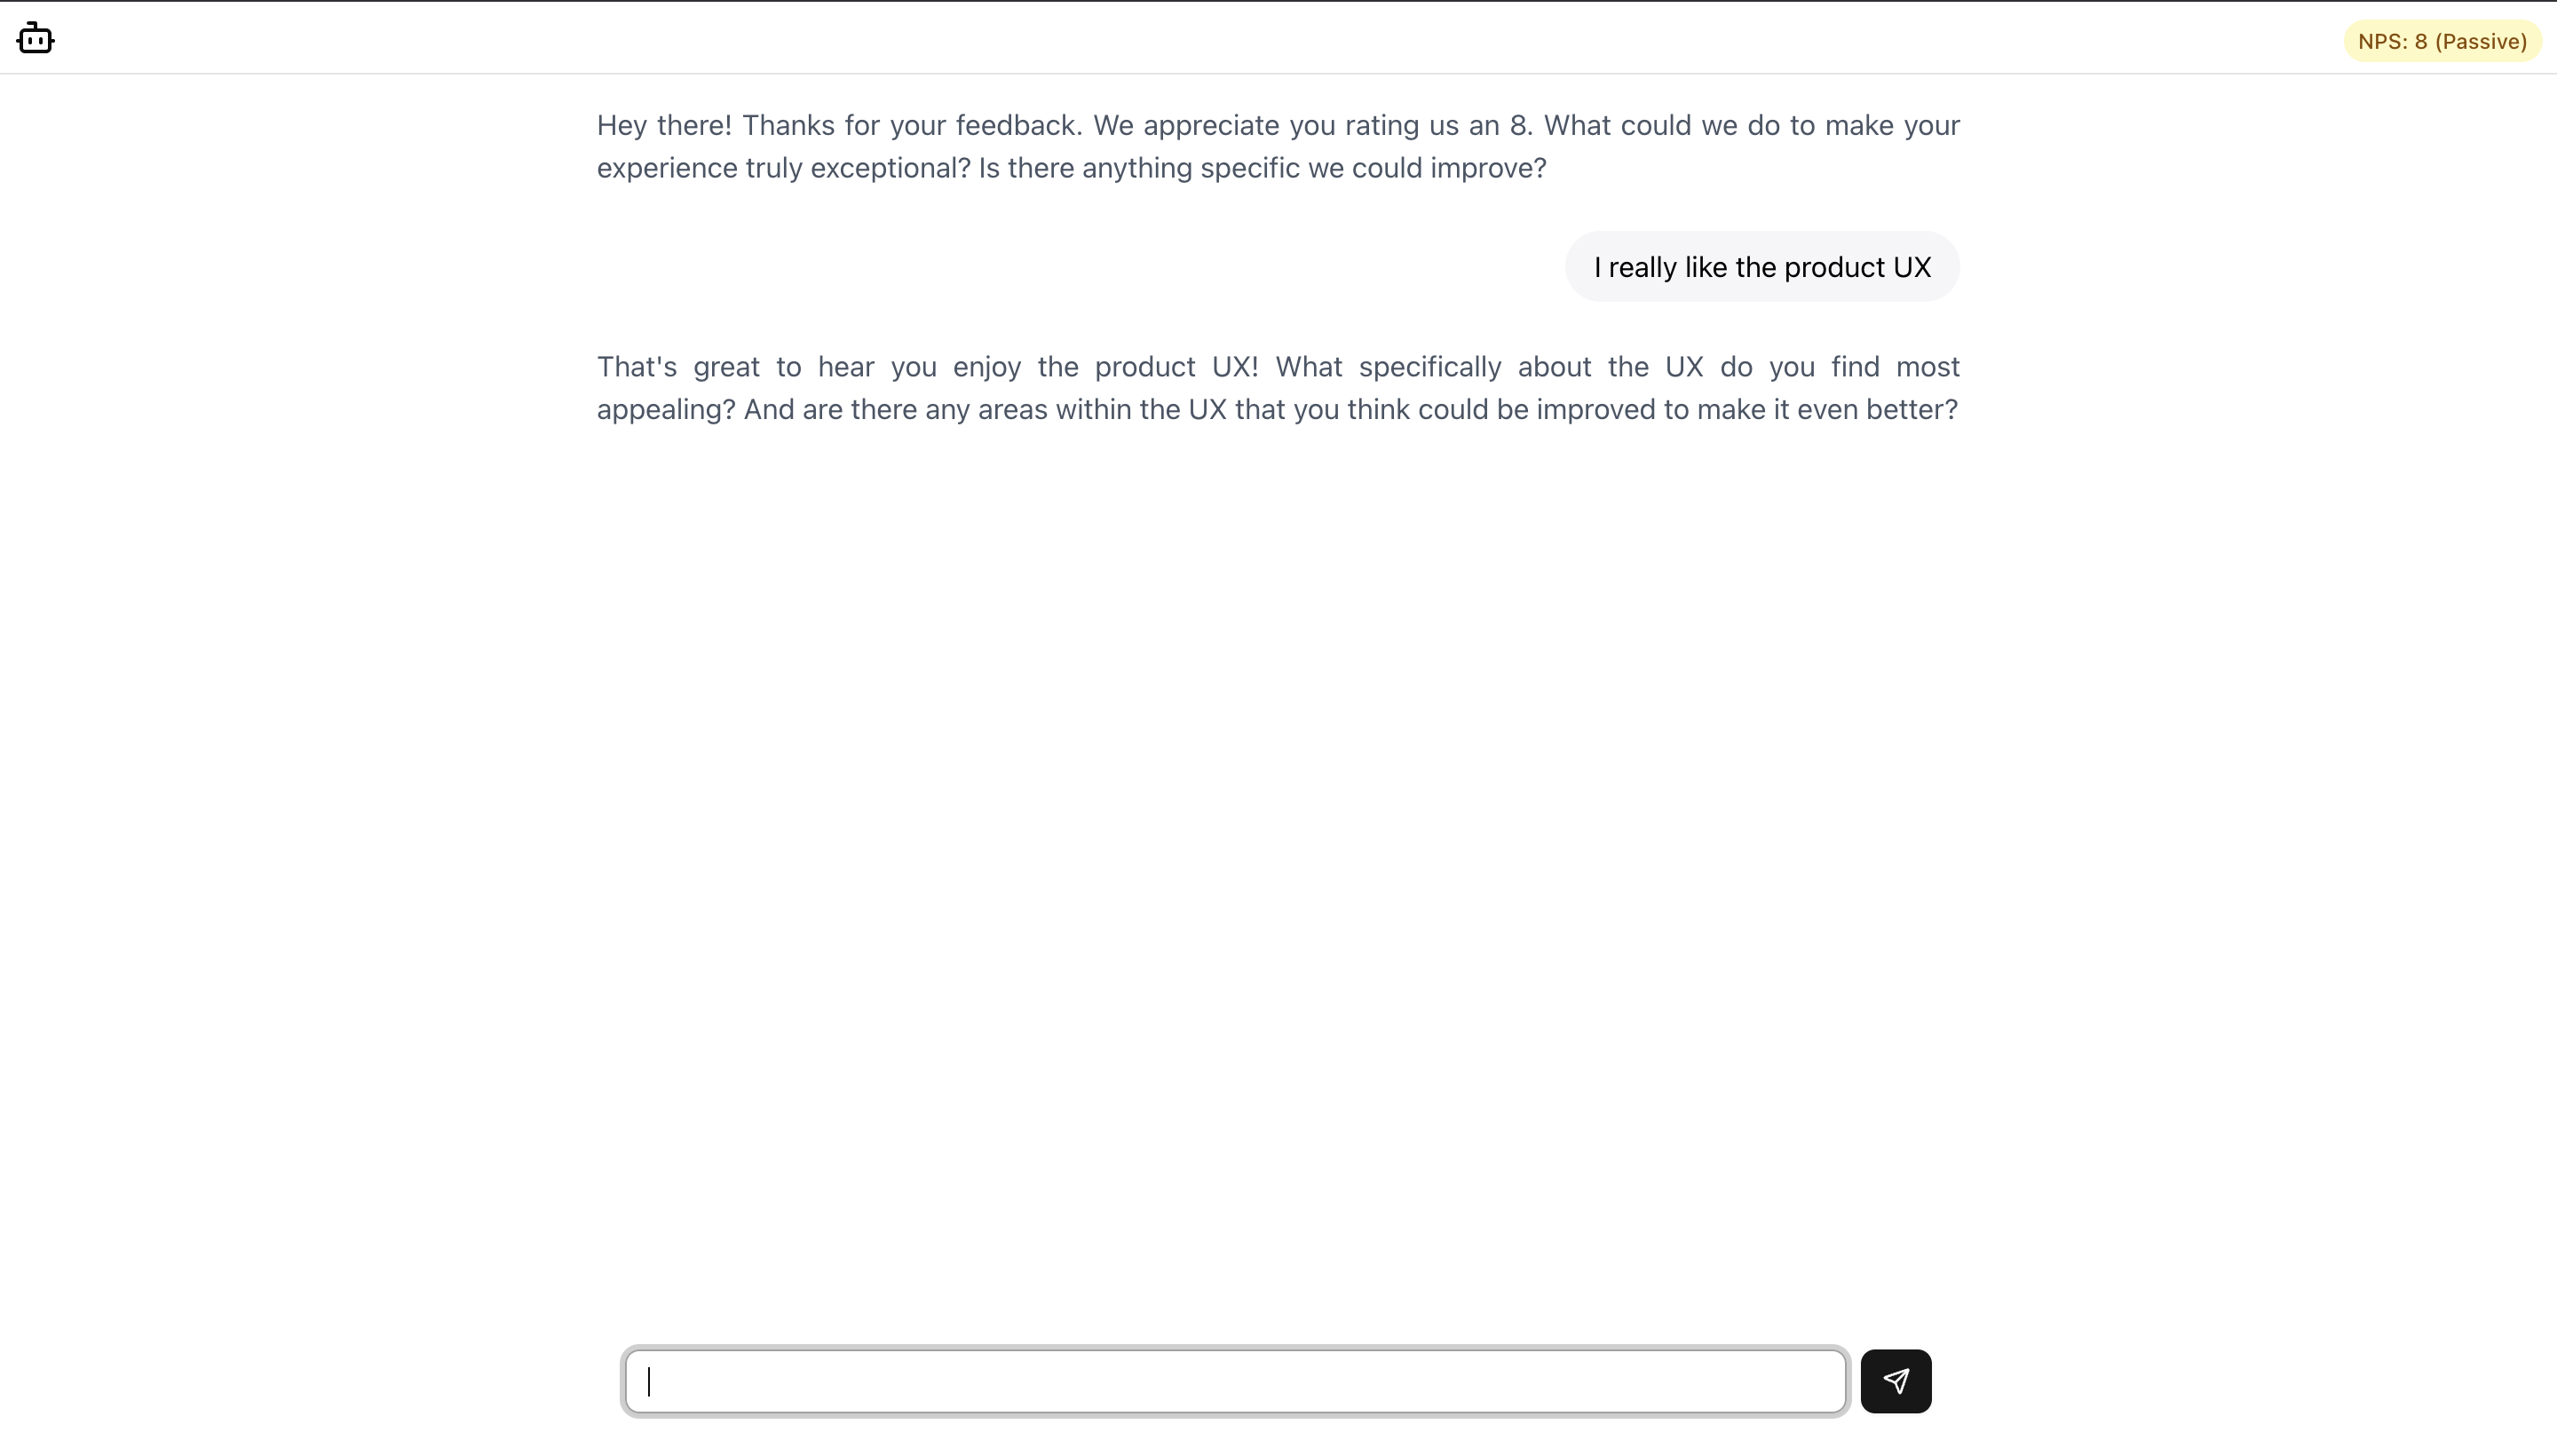 NPS: 8 (Passive)
Hey there! Thanks for your feedback. We appreciate you rating us an 8. What could we do to make your
experience truly exceptional? Is there anything specific we could improve?
I really like the product UX
That's great to hear you enjoy the product UX! What specifically about the UX do you find most
appealing? And are there any areas within the UX that you think could be improved to make it even better?